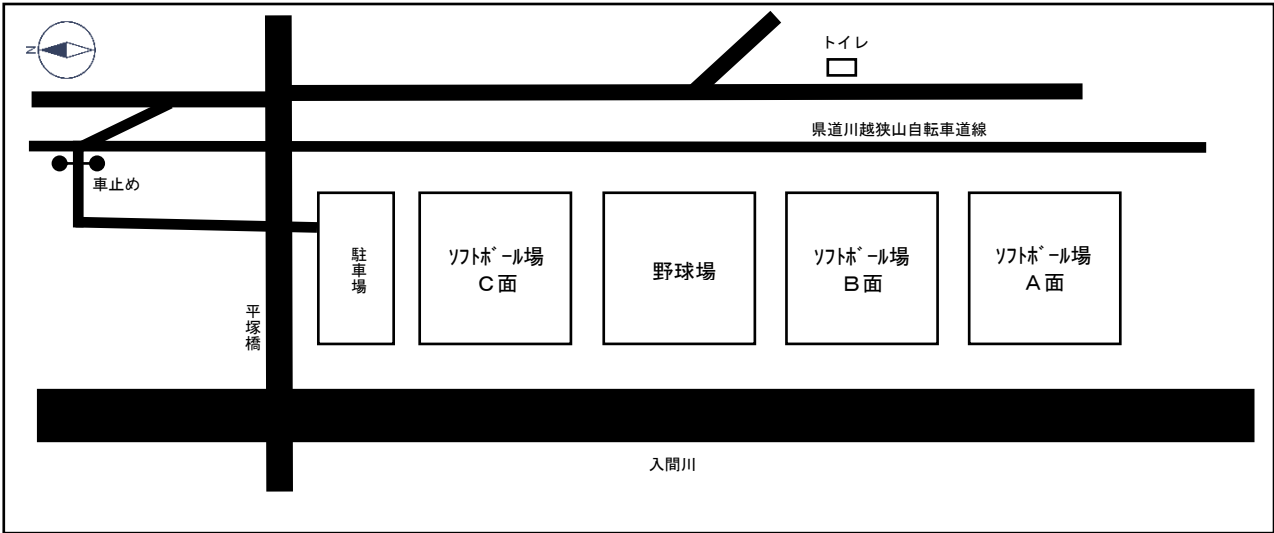 N
トイレ
県道川越狭山自転車道線
車止め
駐車場
ｿﾌﾄﾎﾞｰﾙ場
Ｃ面
野球場
ｿﾌﾄﾎﾞｰﾙ場
Ｂ面
ｿﾌﾄﾎﾞｰﾙ場
Ａ面
平塚橋
入間川